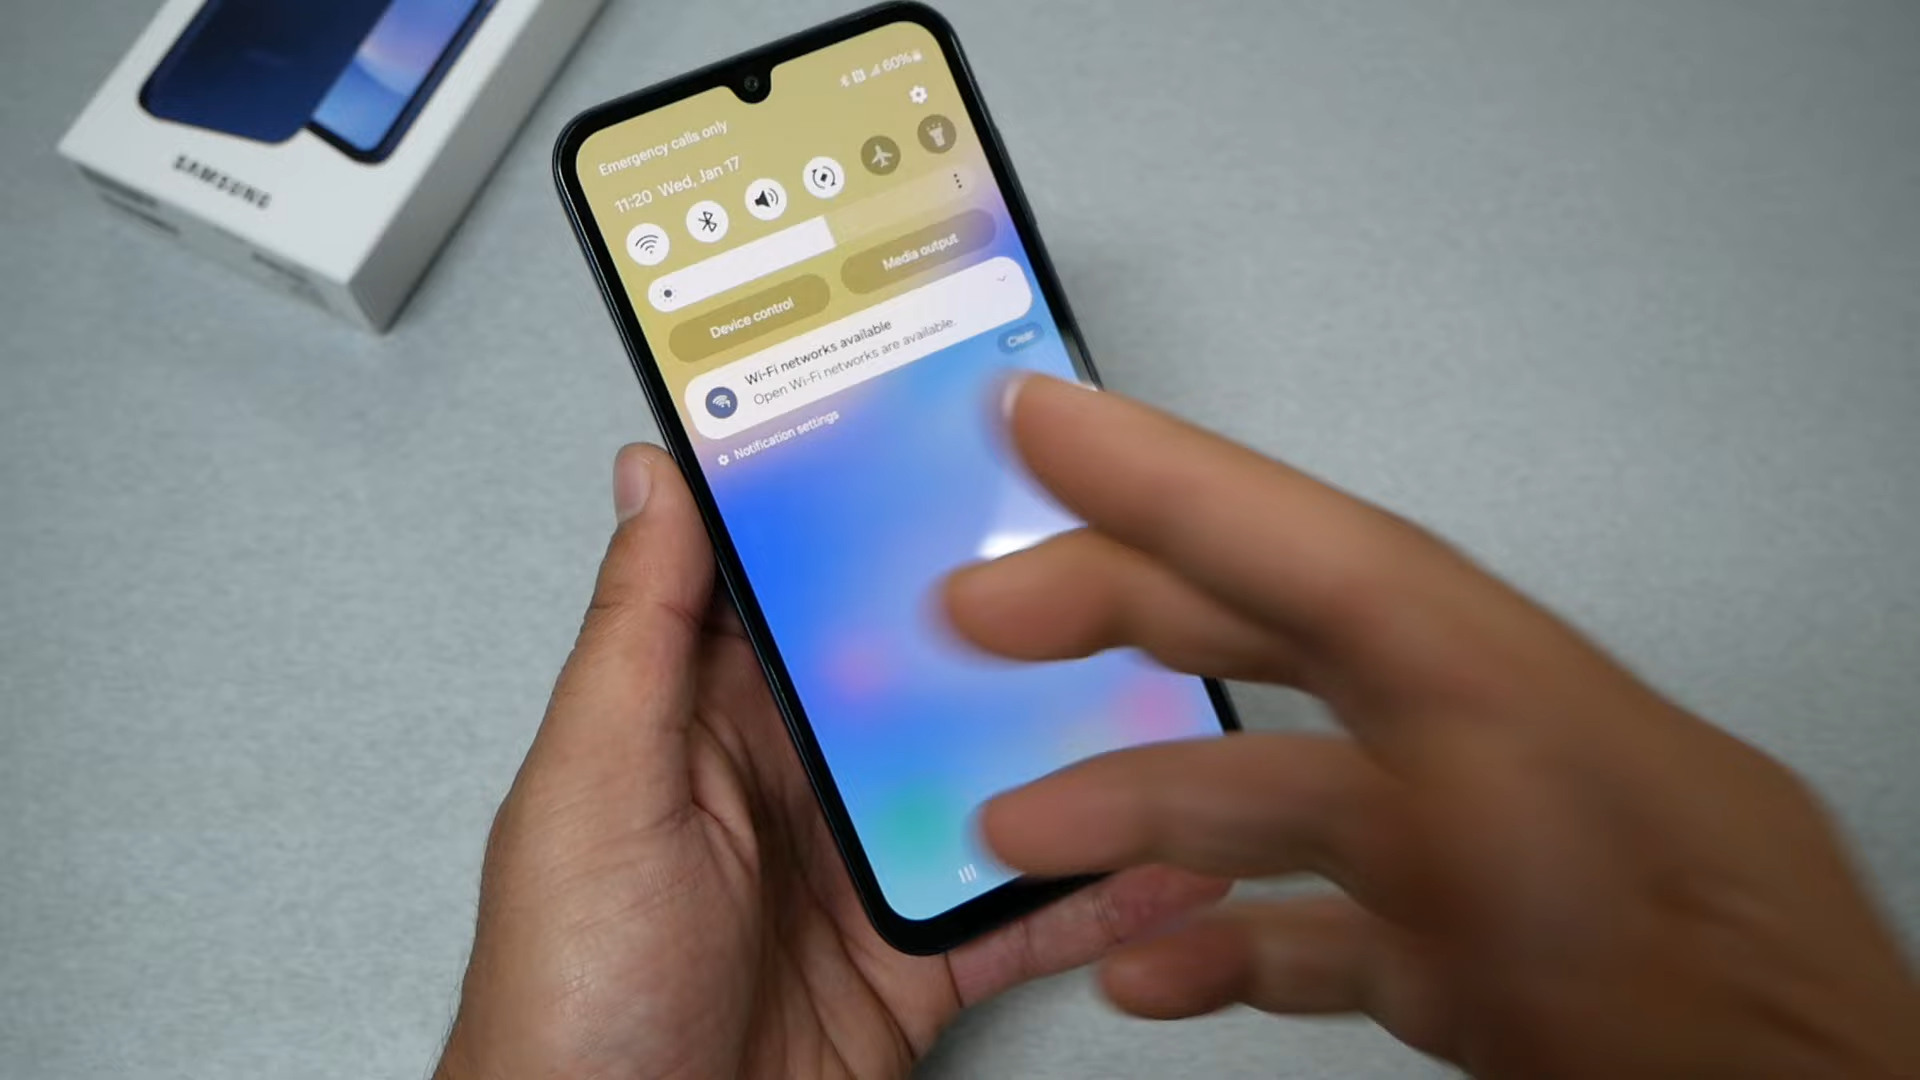 SAMSUNG
60%
Emergency calls only
11:20 Wed, Jan 17
Device control
Media output
Wi-Fi networks available
Open Wi-Fi networks are available.
Clear
Notification settings